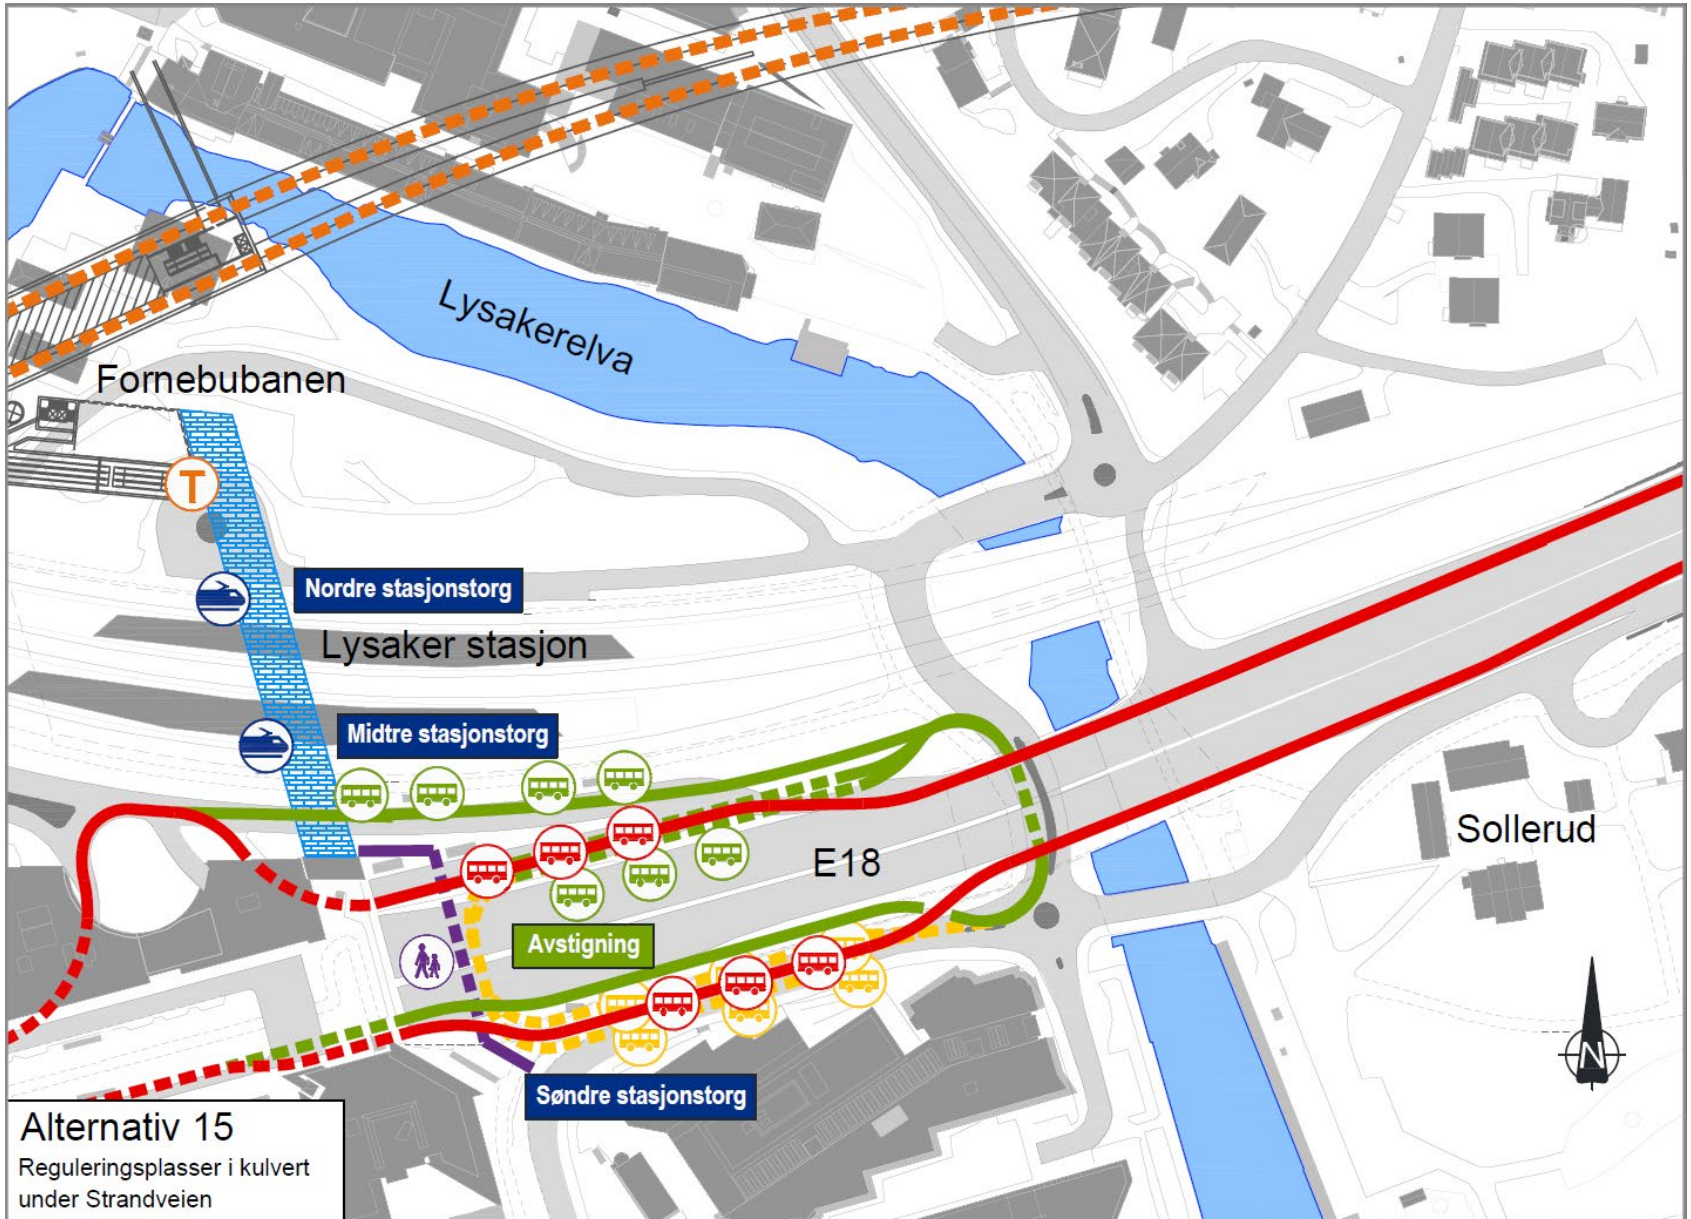 Lysakerelva
Fornebubanen
T
Nordre stasjonstorg
Lysaker stasjon
Midtre stasjonstorg
E18
Sollerud
Avstigning
Søndre stasjonstorg
N
Alternativ 15
Reguleringsplasser i kulvert
under Strandveien